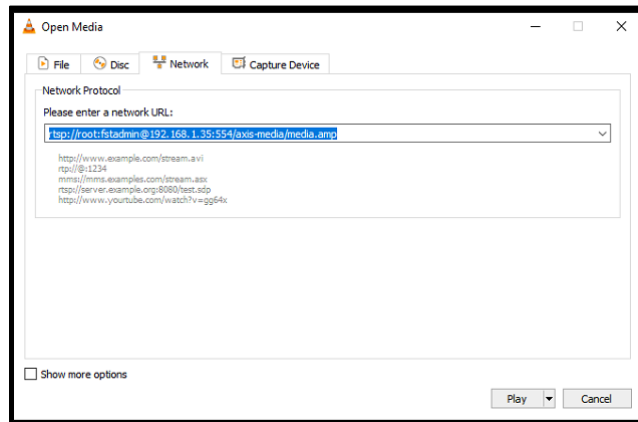 Open Media
File Disc Network Capture Device
Network Protocol
Please enter a network URL:
rtsp://root:fstadmin@192.168.1.35:554/axis-media/media.amp
http://www.example.com/stream.avi
rtp://@:1234
mms://mms.examples.com/stream.asx
rtsp://server.example.org:8080/test.sdp
http://www.yourtube.com/watch?v=gg64x
Show more options
Play Cancel